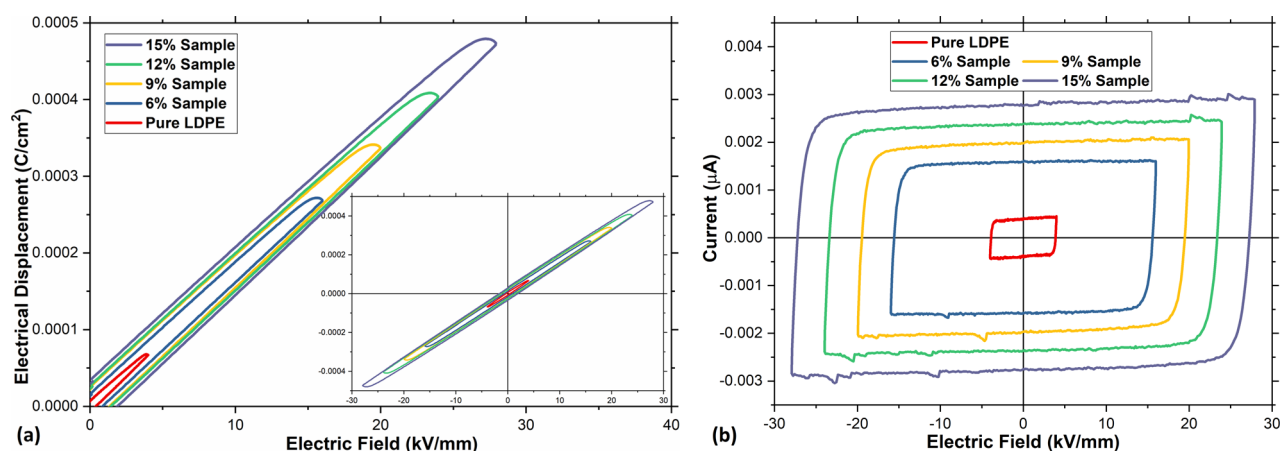 0.0005
0.0004
0.0003
0.0002
0.0001
0.0000
Electrical Displacement (C/cm²)
15% Sample
12% Sample
9% Sample
6% Sample
Pure LDPE
0.0004
0.0002
0.0000
-0.0002
-0.0004
-30 -20 -10 0 10 20 30
0 10 20 30 40
(a)
Electric Field (kV/mm)
0.004
0.003
0.002
0.001
0.000
-0.001
-0.002
-0.003
Current (μA)
Pure LDPE
6% Sample 9% Sample
12% Sample 15% Sample
-30 -20 -10 0 10 20 30
(b)
Electric Field (kV/mm)